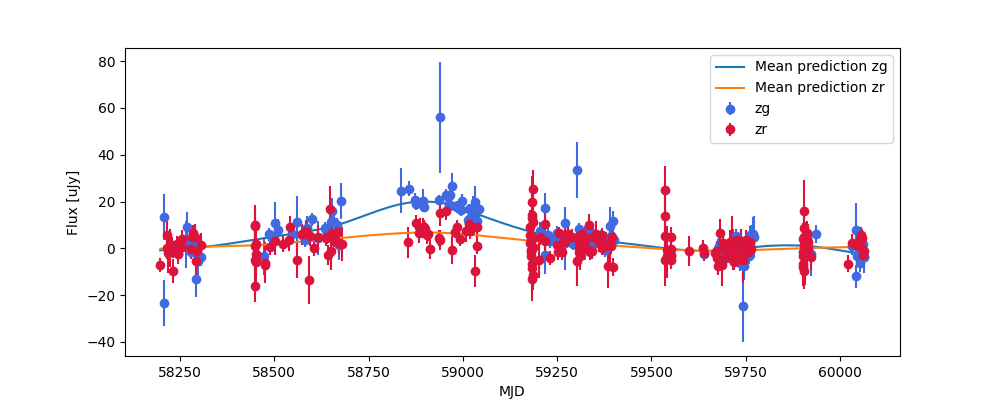 80
60
40
20
0
−20
−40
Flux [uJy]
58250
58500
58750
59000
59250
59500
59750
60000
MJD
Mean prediction zg
Mean prediction zr
zg
zr